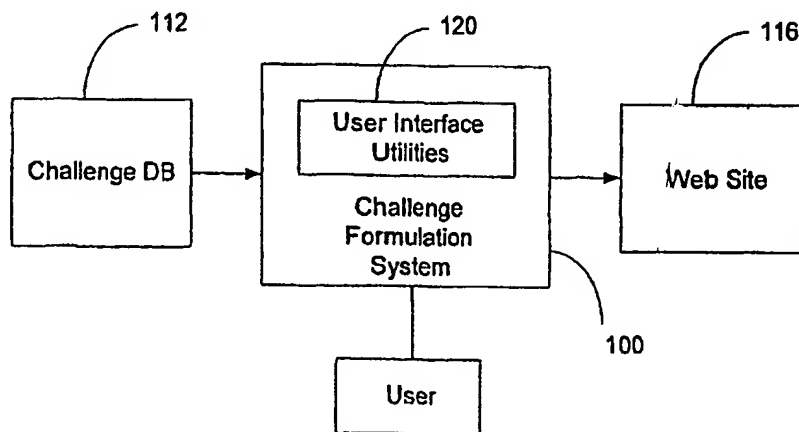 112
120
116
Challenge DB
User Interface
Utilities
Challenge
Formulation
System
Web Site
100
User